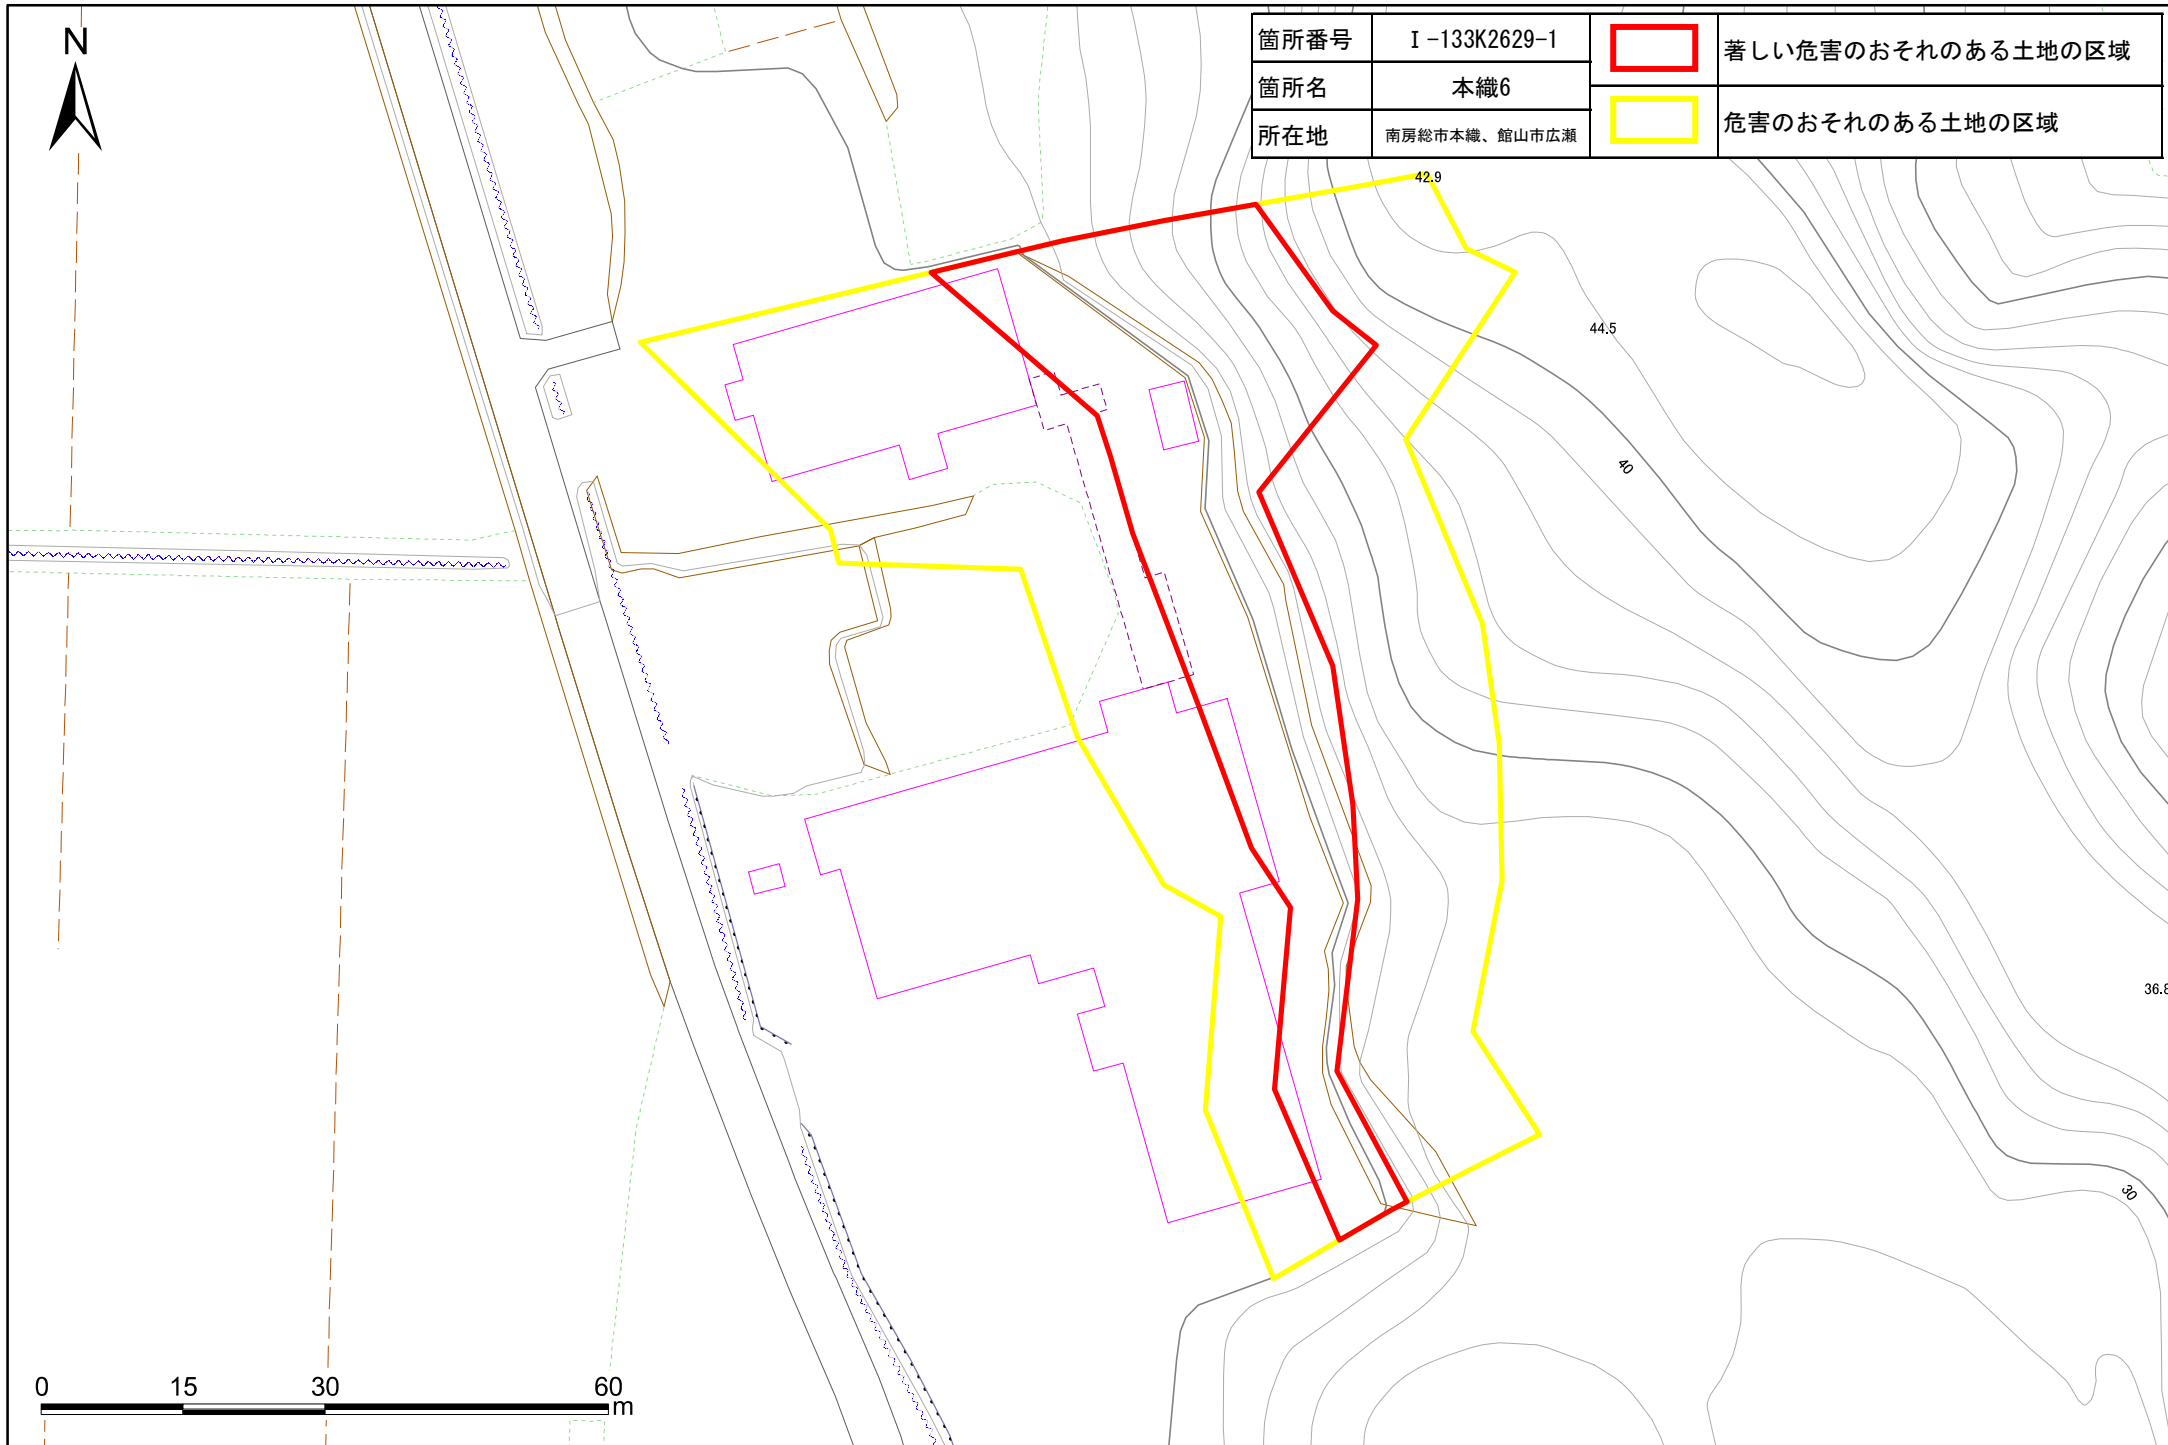 N
箇所番号 Ⅰ-133K2629-1
著しい危害のおそれのある土地の区域
箇所名 本織6
危害のおそれのある土地の区域
所在地 南房総市本織、館山市広瀬
42.9
44.5
40
36.8
30
0 15 30 60
m